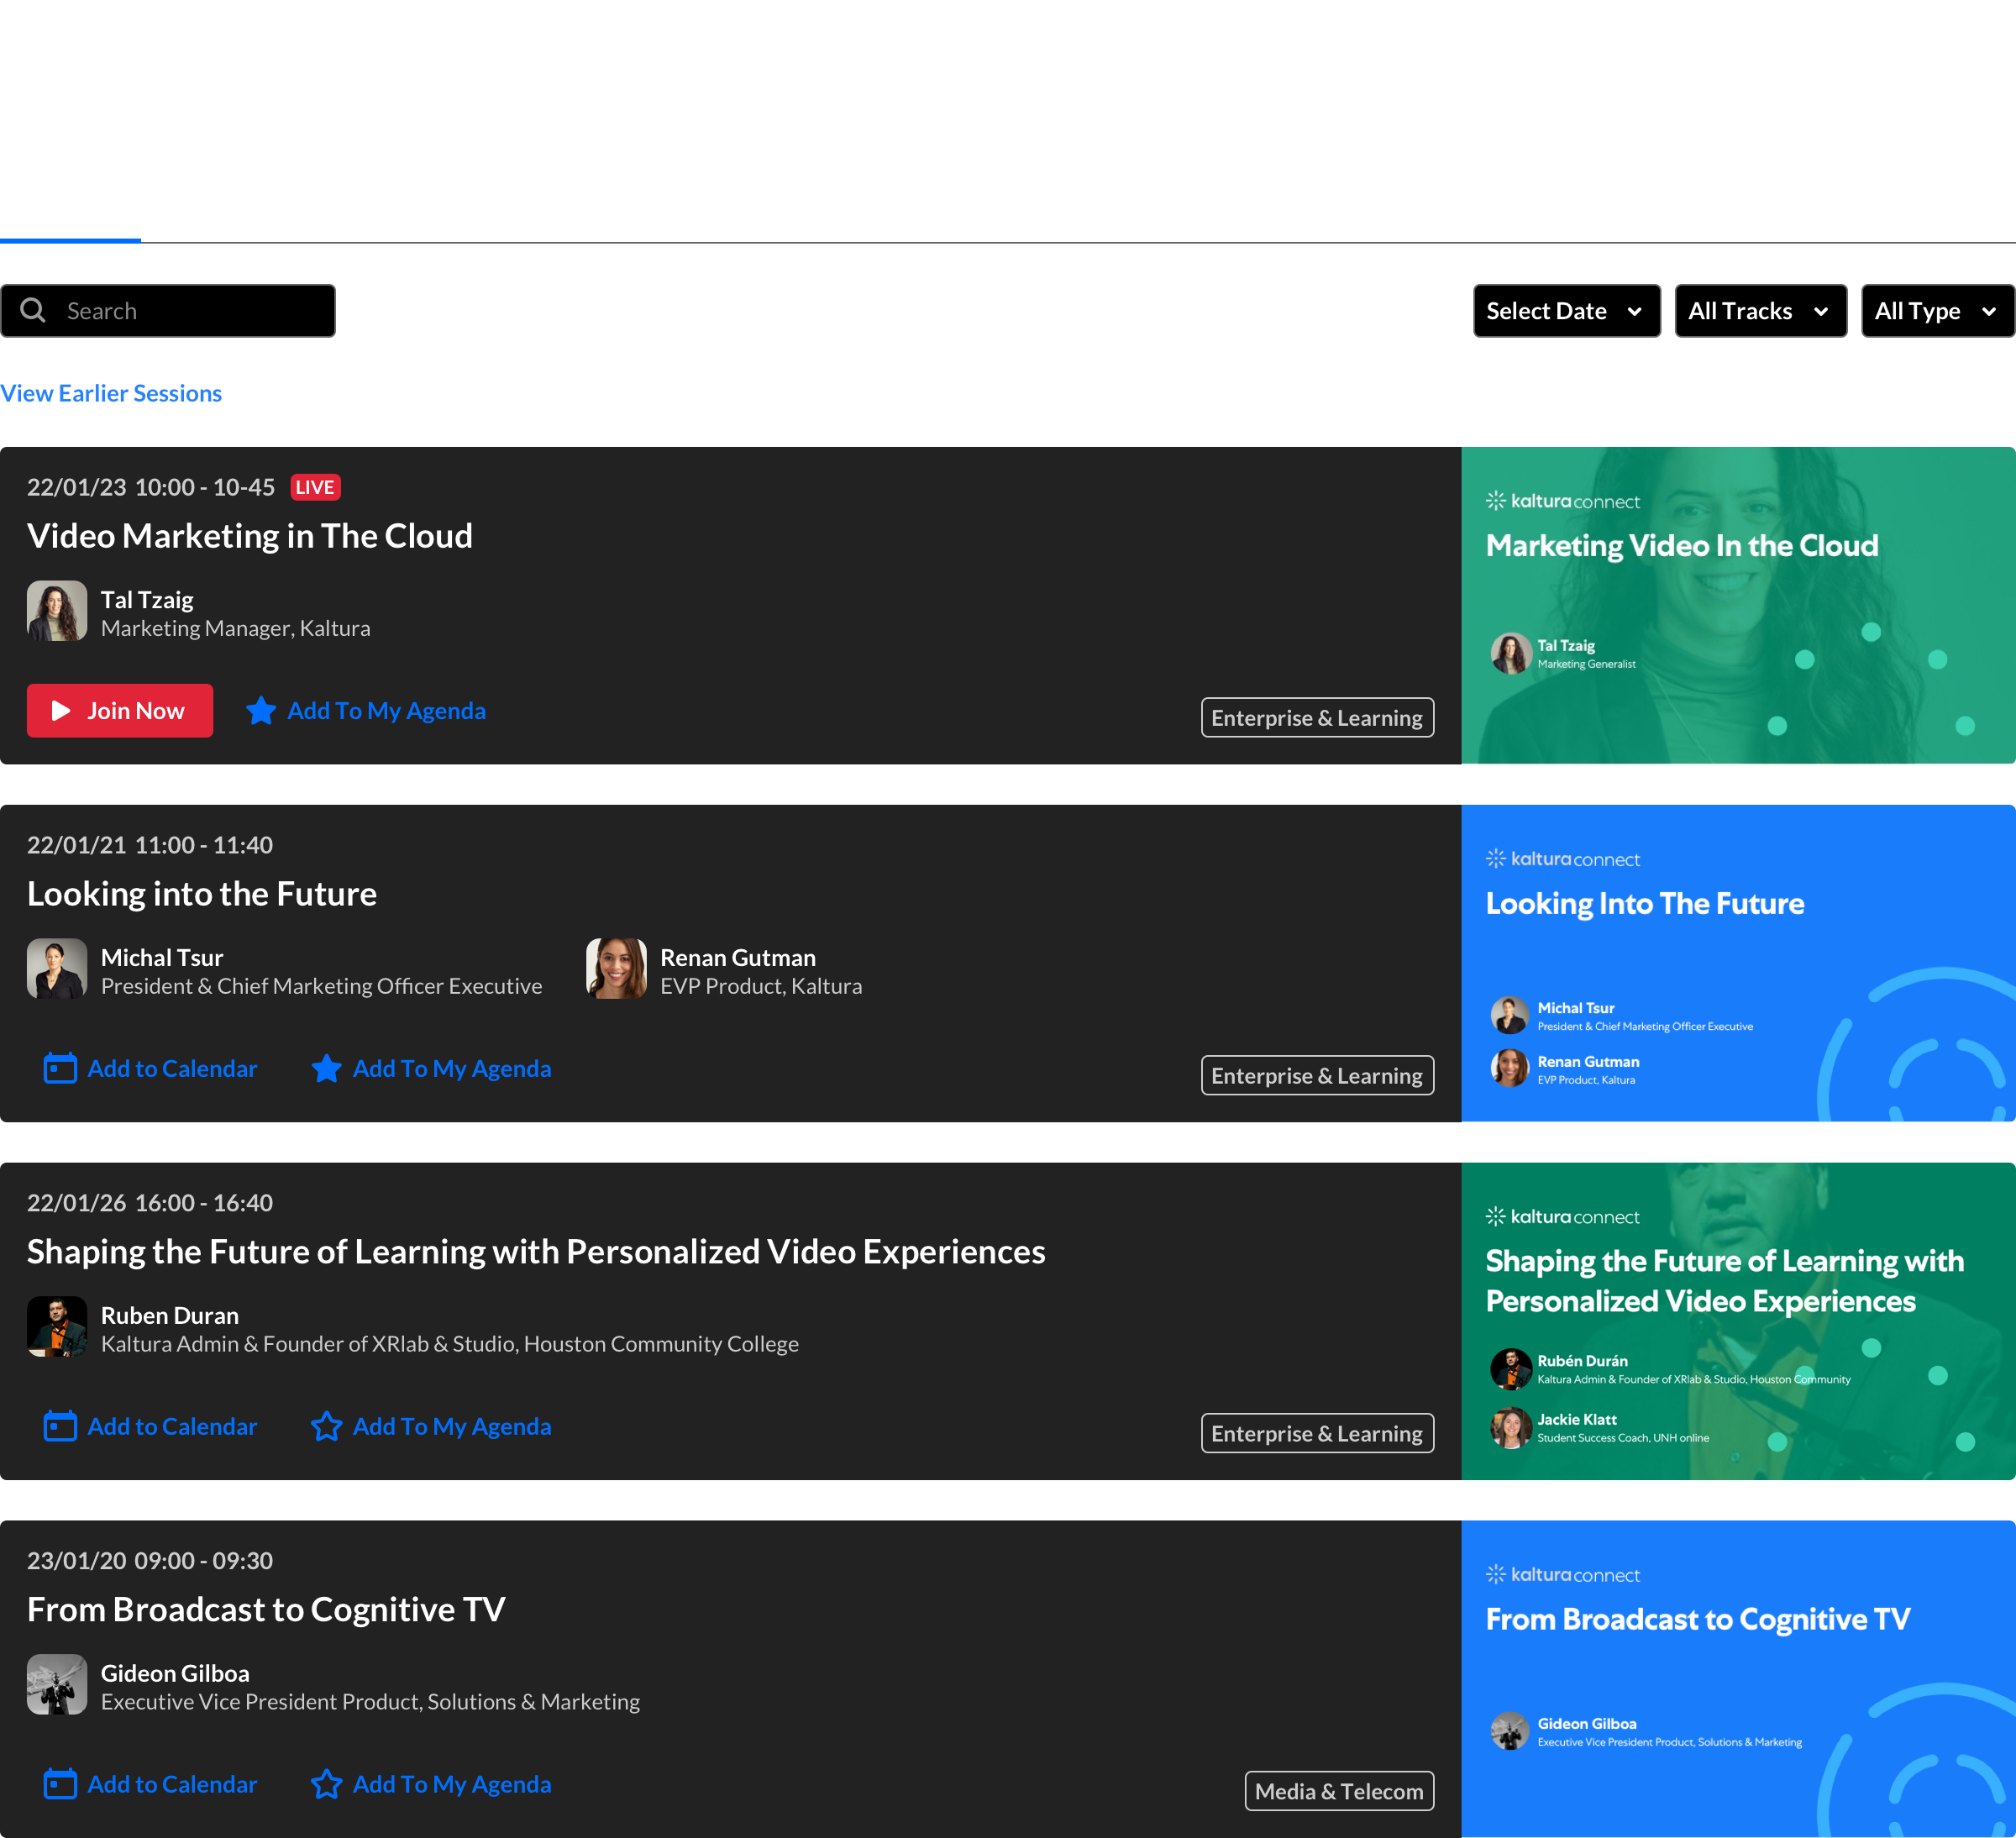 Search
Select Date
All Tracks
All Type
View Earlier Sessions
22/01/23 10:00 - 10-45 LIVE
Video Marketing in The Cloud
Tal Tzaig
Marketing Manager, Kaltura
Join Now
Add To My Agenda
Enterprise & Learning
kaltura connect
Marketing Video In the Cloud
Tal Tzaig
Marketing Generalist
22/01/21 11:00 - 11:40
Looking into the Future
Michal Tsur
President & Chief Marketing Officer Executive
Renan Gutman
EVP Product, Kaltura
Add to Calendar
Add To My Agenda
Enterprise & Learning
kaltura connect
Looking Into The Future
Michal Tsur
President & Chief Marketing Officer Executive
Renan Gutman
EVP Product, Kaltura
22/01/26 16:00 - 16:40
Shaping the Future of Learning with Personalized Video Experiences
Ruben Duran
Kaltura Admin & Founder of XRlab & Studio, Houston Community College
Add to Calendar
Add To My Agenda
Enterprise & Learning
kaltura connect
Shaping the Future of Learning with
Personalized Video Experiences
Rubén Durán
Kaltura Admin & Founder of XRlab & Studio, Houston Community
Jackie Klatt
Student Success Coach, UNH online
23/01/20 09:00 - 09:30
From Broadcast to Cognitive TV
Gideon Gilboa
Executive Vice President Product, Solutions & Marketing
Add to Calendar
Add To My Agenda
Media & Telecom
kaltura connect
From Broadcast to Cognitive TV
Gideon Gilboa
Executive Vice President Product, Solutions & Marketing